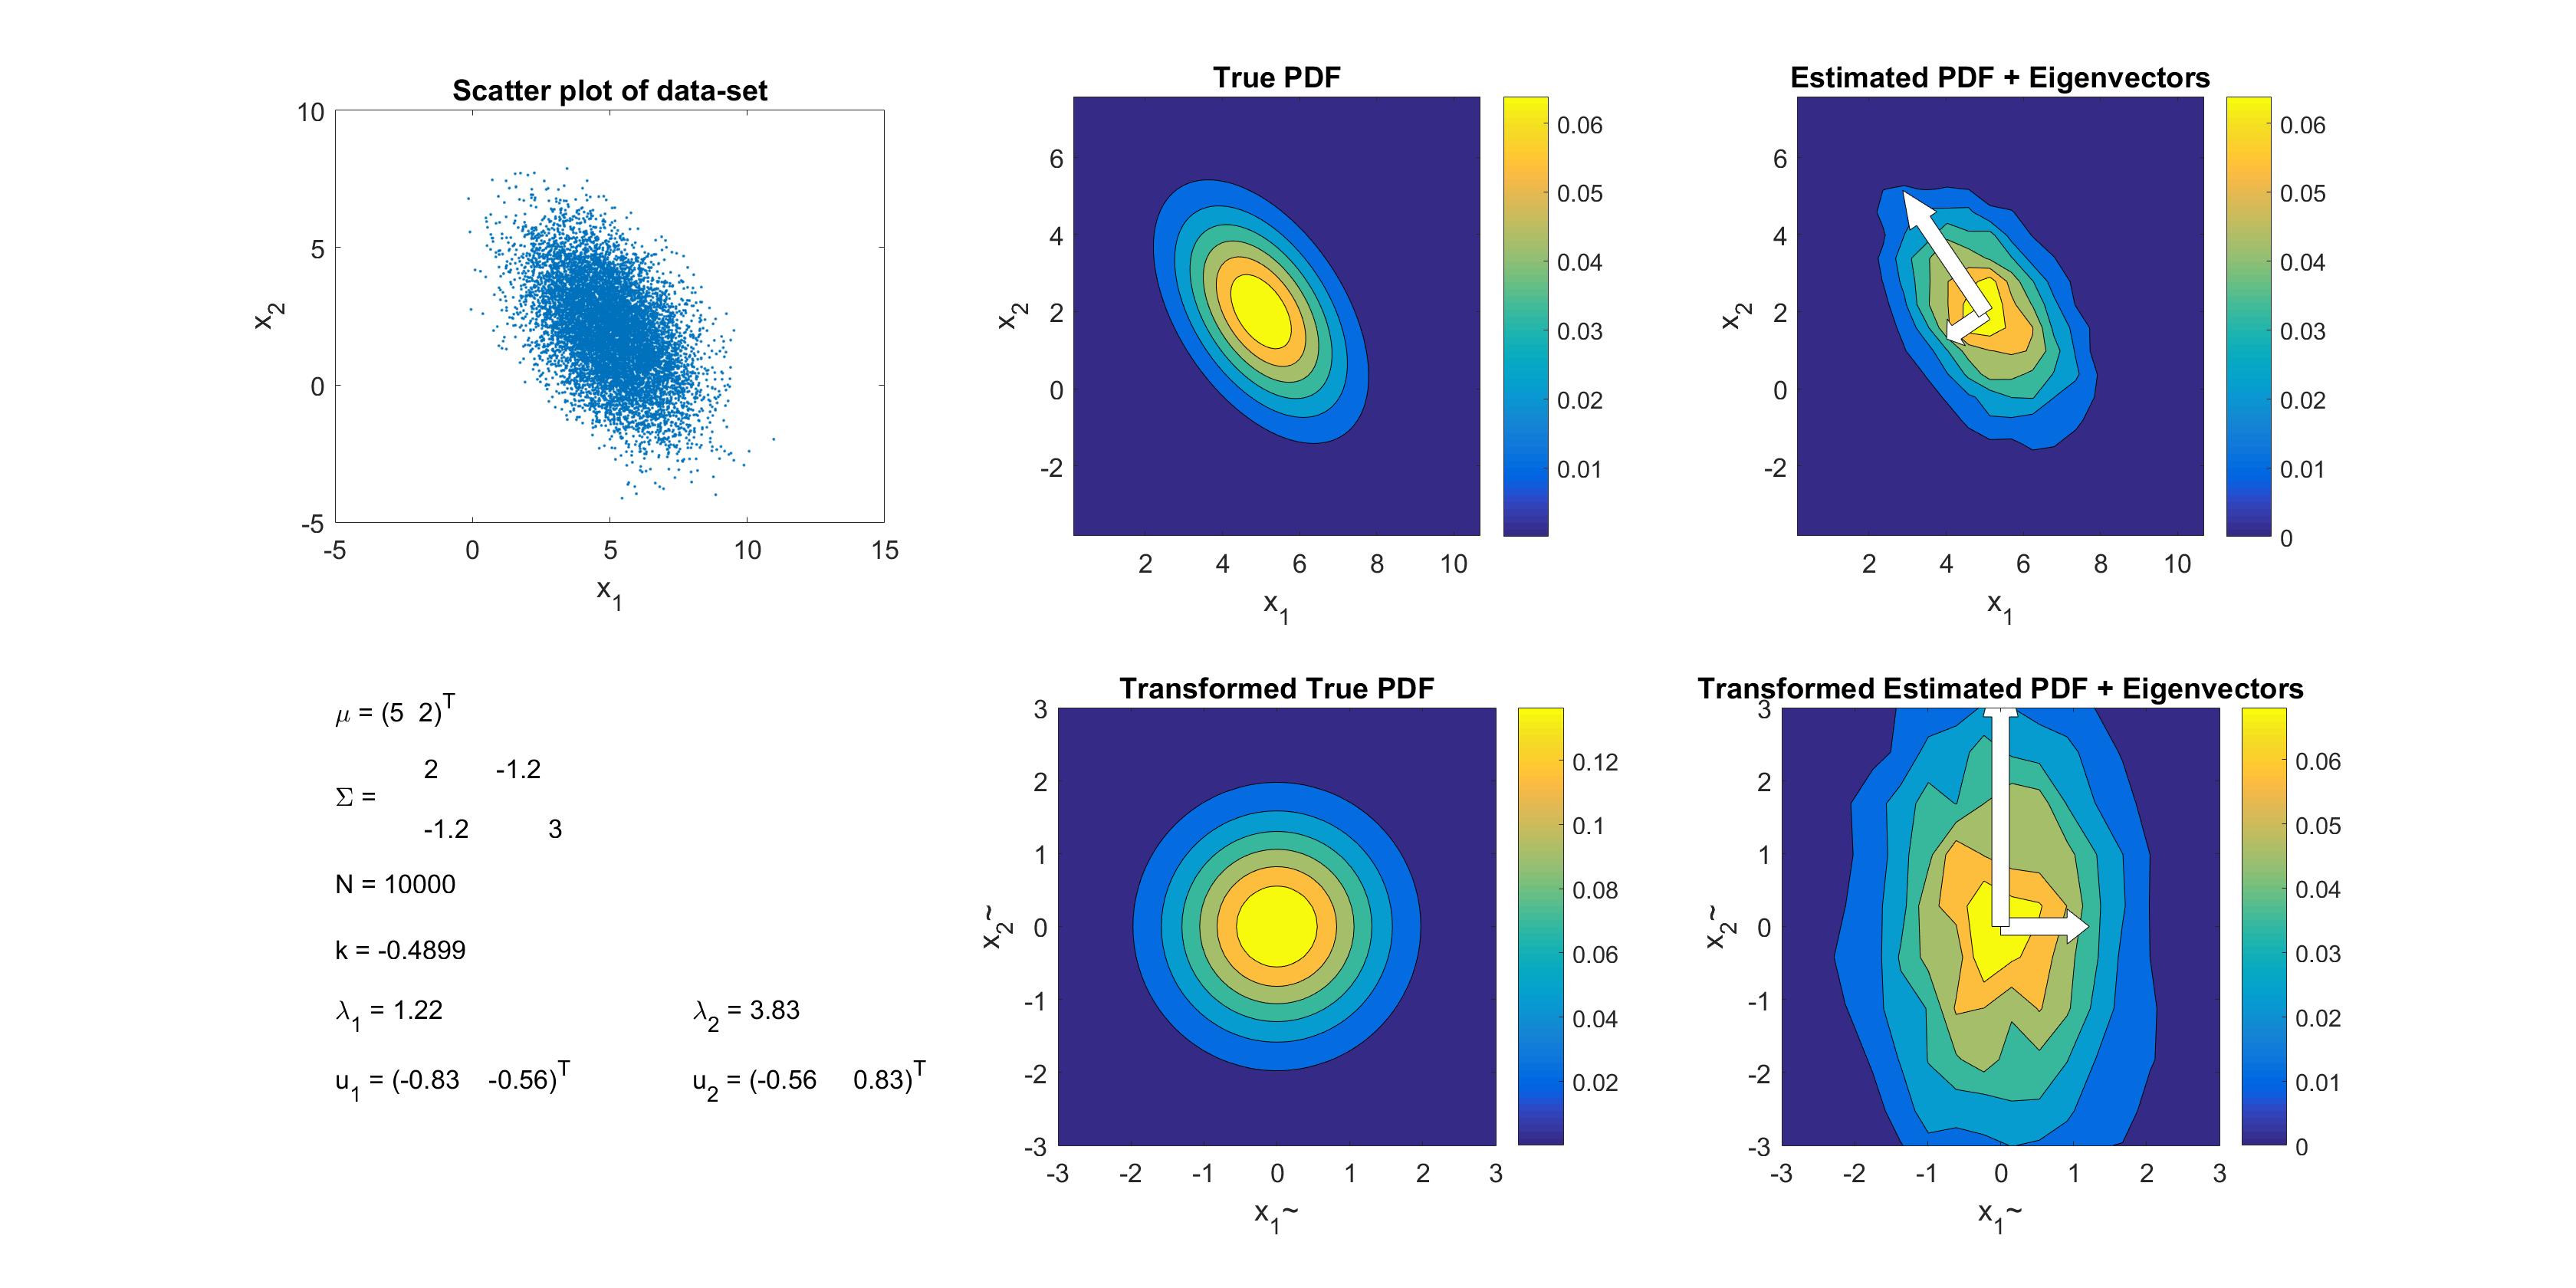 Scatter plot of data-set
10
5
0
-5
-5 0 5 10 15
x₂
x₁
True PDF
6
4
2
0
-2
2 4 6 8 10
x₂
x₁
0.06
0.05
0.04
0.03
0.02
0.01
Estimated PDF + Eigenvectors
6
4
2
0
-2
2 4 6 8 10
x₂
x₁
0.06
0.05
0.04
0.03
0.02
0.01
0
μ = (5 2)ᵀ
2 -1.2
Σ =
-1.2 3
N = 10000
k = -0.4899
λ₁ = 1.22 λ₂ = 3.83
u₁ = (-0.83 -0.56)ᵀ u₂ = (-0.56 0.83)ᵀ
Transformed True PDF
3
2
1
0
-1
-2
-3
-3 -2 -1 0 1 2 3
x₂~
x₁~
0.12
0.1
0.08
0.06
0.04
0.02
Transformed Estimated PDF + Eigenvectors
3
2
1
0
-1
-2
-3
-3 -2 -1 0 1 2 3
x₂~
x₁~
0.06
0.05
0.04
0.03
0.02
0.01
0